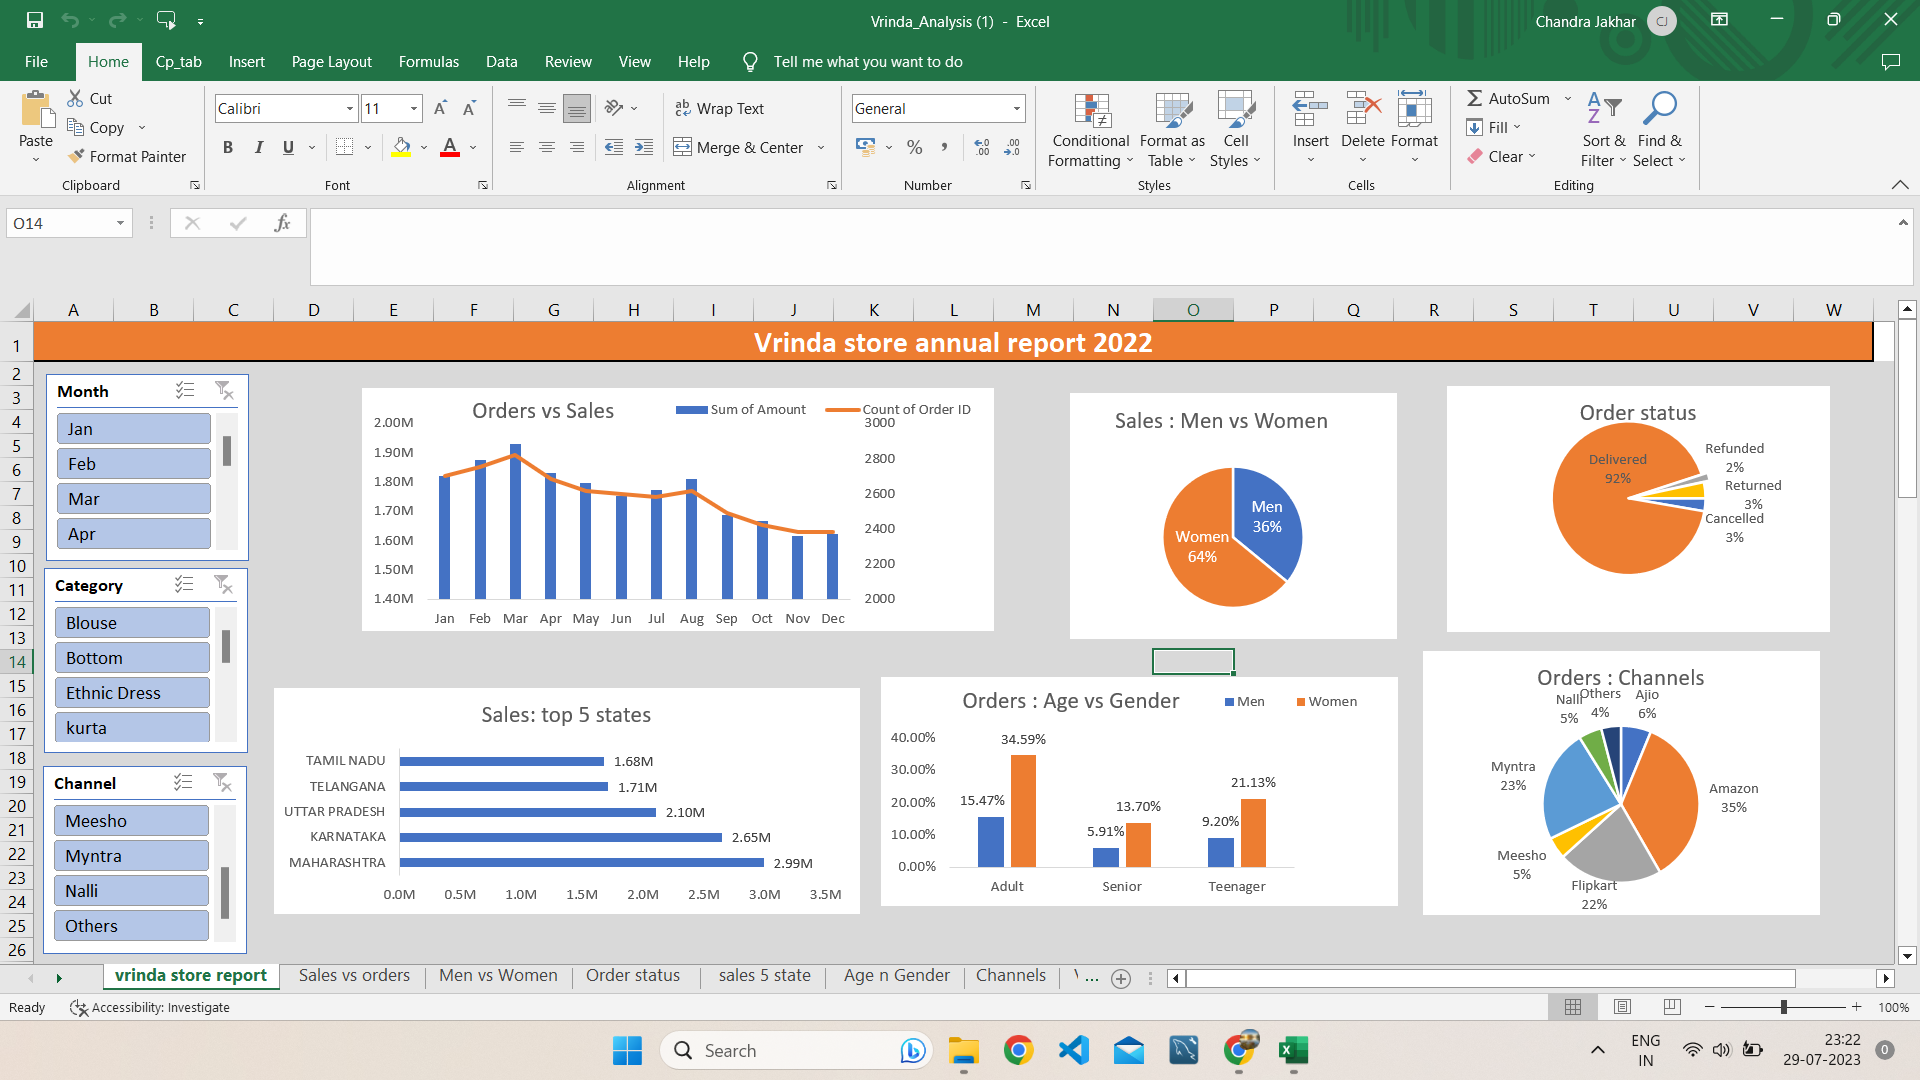 Vrinda_Analysis (1) - Excel
Chandra Jakhar
CJ
File
Home
Cp_tab
Insert
Page Layout
Formulas
Data
Review
View
Help
Tell me what you want to do
Paste
Cut
Copy
Format Painter
Clipboard
Calibri
11
B I U
Font
Wrap Text
Merge & Center
Alignment
General
Number
Conditional Formatting
Format as Table
Cell Styles
Styles
Insert
Delete
Format
Cells
AutoSum
Fill
Clear
Sort & Filter
Find & Select
Editing
O14
fx
A B C D E F G H I J K L M N O P Q R S T U V W
1
2
3
4
5
6
7
8
9
10
11
12
13
14
15
16
17
18
19
20
21
22
23
24
25
26
Vrinda store annual report 2022
Month
Jan
Feb
Mar
Apr
Category
Blouse
Bottom
Ethnic Dress
kurta
Channel
Meesho
Myntra
Nalli
Others
Orders vs Sales
Sum of Amount
Count of Order ID
2.00M
1.90M
1.80M
1.70M
1.60M
1.50M
1.40M
3000
2800
2600
2400
2200
2000
Jan Feb Mar Apr May Jun Jul Aug Sep Oct Nov Dec
Sales : Men vs Women
Men
36%
Women
64%
Order status
Delivered
92%
Refunded
2%
Returned
3%
Cancelled
3%
Sales: top 5 states
TAMIL NADU 1.68M
TELANGANA 1.71M
UTTAR PRADESH 2.10M
KARNATAKA 2.65M
MAHARASHTRA 2.99M
0.0M 0.5M 1.0M 1.5M 2.0M 2.5M 3.0M 3.5M
Orders : Age vs Gender
Men
Women
40.00%
30.00%
20.00%
10.00%
0.00%
15.47%
34.59%
5.91%
13.70%
9.20%
21.13%
Adult Senior Teenager
Orders : Channels
Nalli
5%
Others
4%
Ajio
6%
Myntra
23%
Amazon
35%
Meesho
5%
Flipkart
22%
vrinda store report
Sales vs orders
Men vs Women
Order status
sales 5 state
Age n Gender
Channels
...
Ready
Accessibility: Investigate
100%
Search
ENG
IN
23:22
29-07-2023
0